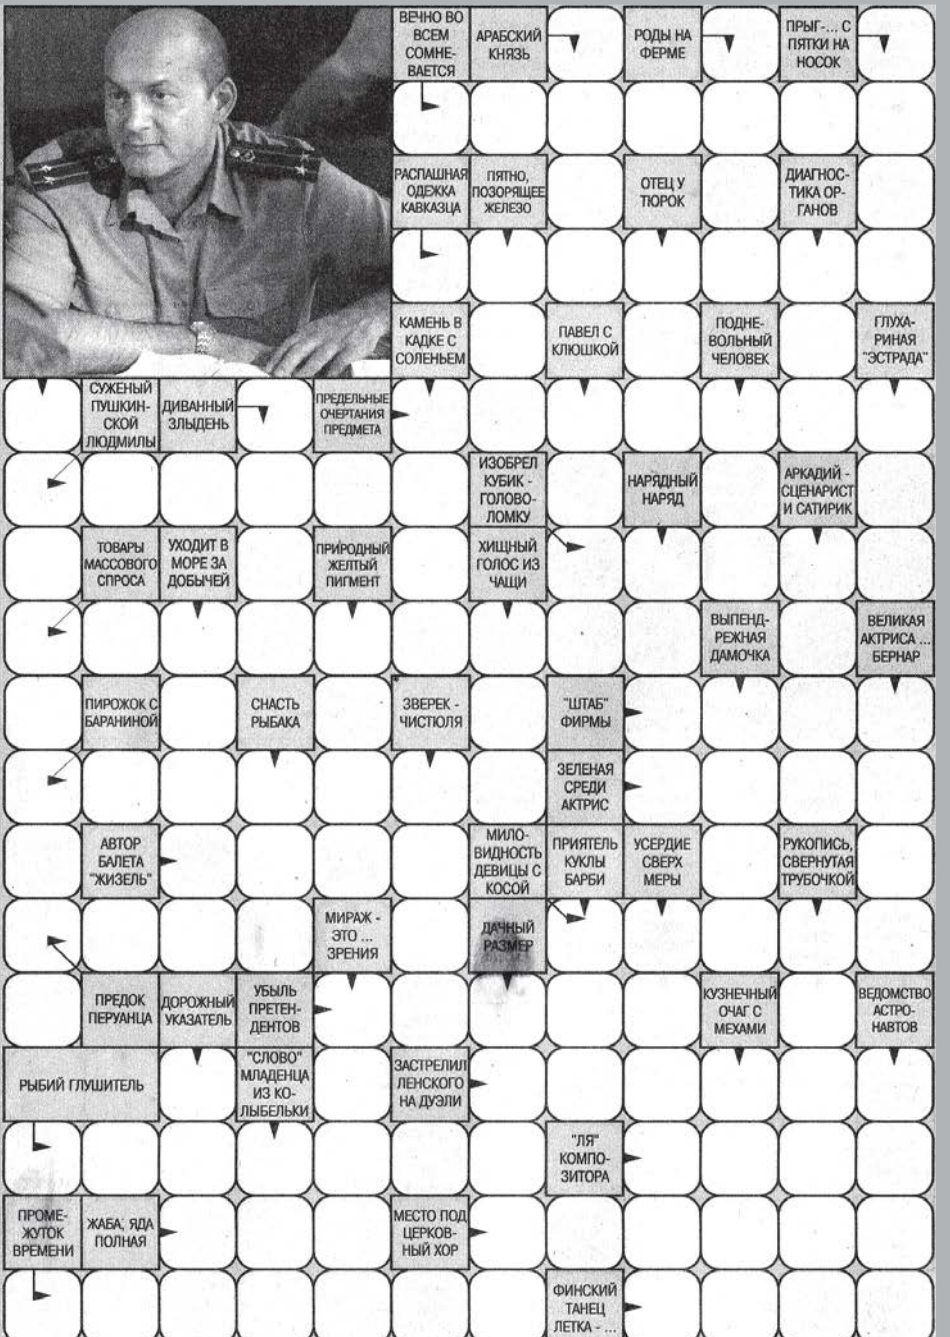 ВЕЧНО ВО
ВСЕМ
СОМНЕ-
ВАЕТСЯ
АРАБСКИЙ
КНЯЗЬ
РОДЫ НА
ФЕРМЕ
ПРЫГ-... С
ПЯТКИ НА
НОСОК
РАСПАШНАЯ
ОДЕЖКА
КАВКАЗЦА
ПЯТНО,
ПОЗОРЯЩЕЕ
ЖЕЛЕЗО
ОТЕЦ У
ТЮРОК
ДИАГНОС-
ТИКА ОР-
ГАНОВ
КАМЕНЬ В
КАДКЕ С
СОЛЕНЬЕМ
ПАВЕЛ С
КЛЮШКОЙ
ПОДНЕ-
ВОЛЬНЫЙ
ЧЕЛОВЕК
ГЛУХА-
РИНАЯ
"ЭСТРАДА"
СУЖЕНЫЙ
ПУШКИН-
СКОЙ
ЛЮДМИЛЫ
ДИВАННЫЙ
ЗЛЫДЕНЬ
ПРЕДЕЛЬНЫЕ
ОЧЕРТАНИЯ
ПРЕДМЕТА
ИЗОБРЕЛ
КУБИК -
ГОЛОВО-
ЛОМКУ
НАРЯДНЫЙ
НАРЯД
АРКАДИЙ -
СЦЕНАРИСТ
И САТИРИК
ТОВАРЫ
МАССОВОГО
СПРОСА
УХОДИТ В
МОРЕ ЗА
ДОБЫЧЕЙ
ПРИРОДНЫЙ
ЖЕЛТЫЙ
ПИГМЕНТ
ХИЩНЫЙ
ГОЛОС ИЗ
ЧАЩИ
ВЫПЕНД-
РЕЖНАЯ
ДАМОЧКА
ВЕЛИКАЯ
АКТРИСА ...
БЕРНАР
ПИРОЖОК С
БАРАНИНОЙ
СНАСТЬ
РЫБАКА
ЗВЕРЕК -
ЧИСТЮЛЯ
"ШТАБ"
ФИРМЫ
ЗЕЛЕНАЯ
СРЕДИ
АКТРИС
АВТОР
БАЛЕТА
"ЖИЗЕЛЬ"
МИЛО-
ВИДНОСТЬ
ДЕВИЦЫ С
КОСОЙ
ПРИЯТЕЛЬ
КУКЛЫ
БАРБИ
УСЕРДИЕ
СВЕРХ
МЕРЫ
РУКОПИСЬ,
СВЕРНУТАЯ
ТРУБОЧКОЙ
МИРАЖ -
ЭТО ...
ЗРЕНИЯ
ДАЧНЫЙ
РАЗМЕР
ПРЕДОК
ПЕРУАНЦА
ДОРОЖНЫЙ
УКАЗАТЕЛЬ
УБЫЛЬ
ПРЕТЕН-
ДЕНТОВ
КУЗНЕЧНЫЙ
ОЧАГ С
МЕХАМИ
ВЕДОМСТВО
АСТРО-
НАВТОВ
РЫБИЙ ГЛУШИТЕЛЬ
"СЛОВО"
МЛАДЕНЦА
ИЗ КО-
ЛЫБЕЛЬКИ
ЗАСТРЕЛИЛ
ЛЕНСКОГО
НА ДУЭЛИ
"ЛЯ"
КОМПО-
ЗИТОРА
ПРОМЕ-
ЖУТОК
ВРЕМЕНИ
ЖАБА, ЯДА
ПОЛНАЯ
МЕСТО ПОД
ЦЕРКОВ-
НЫЙ ХОР
ФИНСКИЙ
ТАНЕЦ
ЛЕТКА - ...